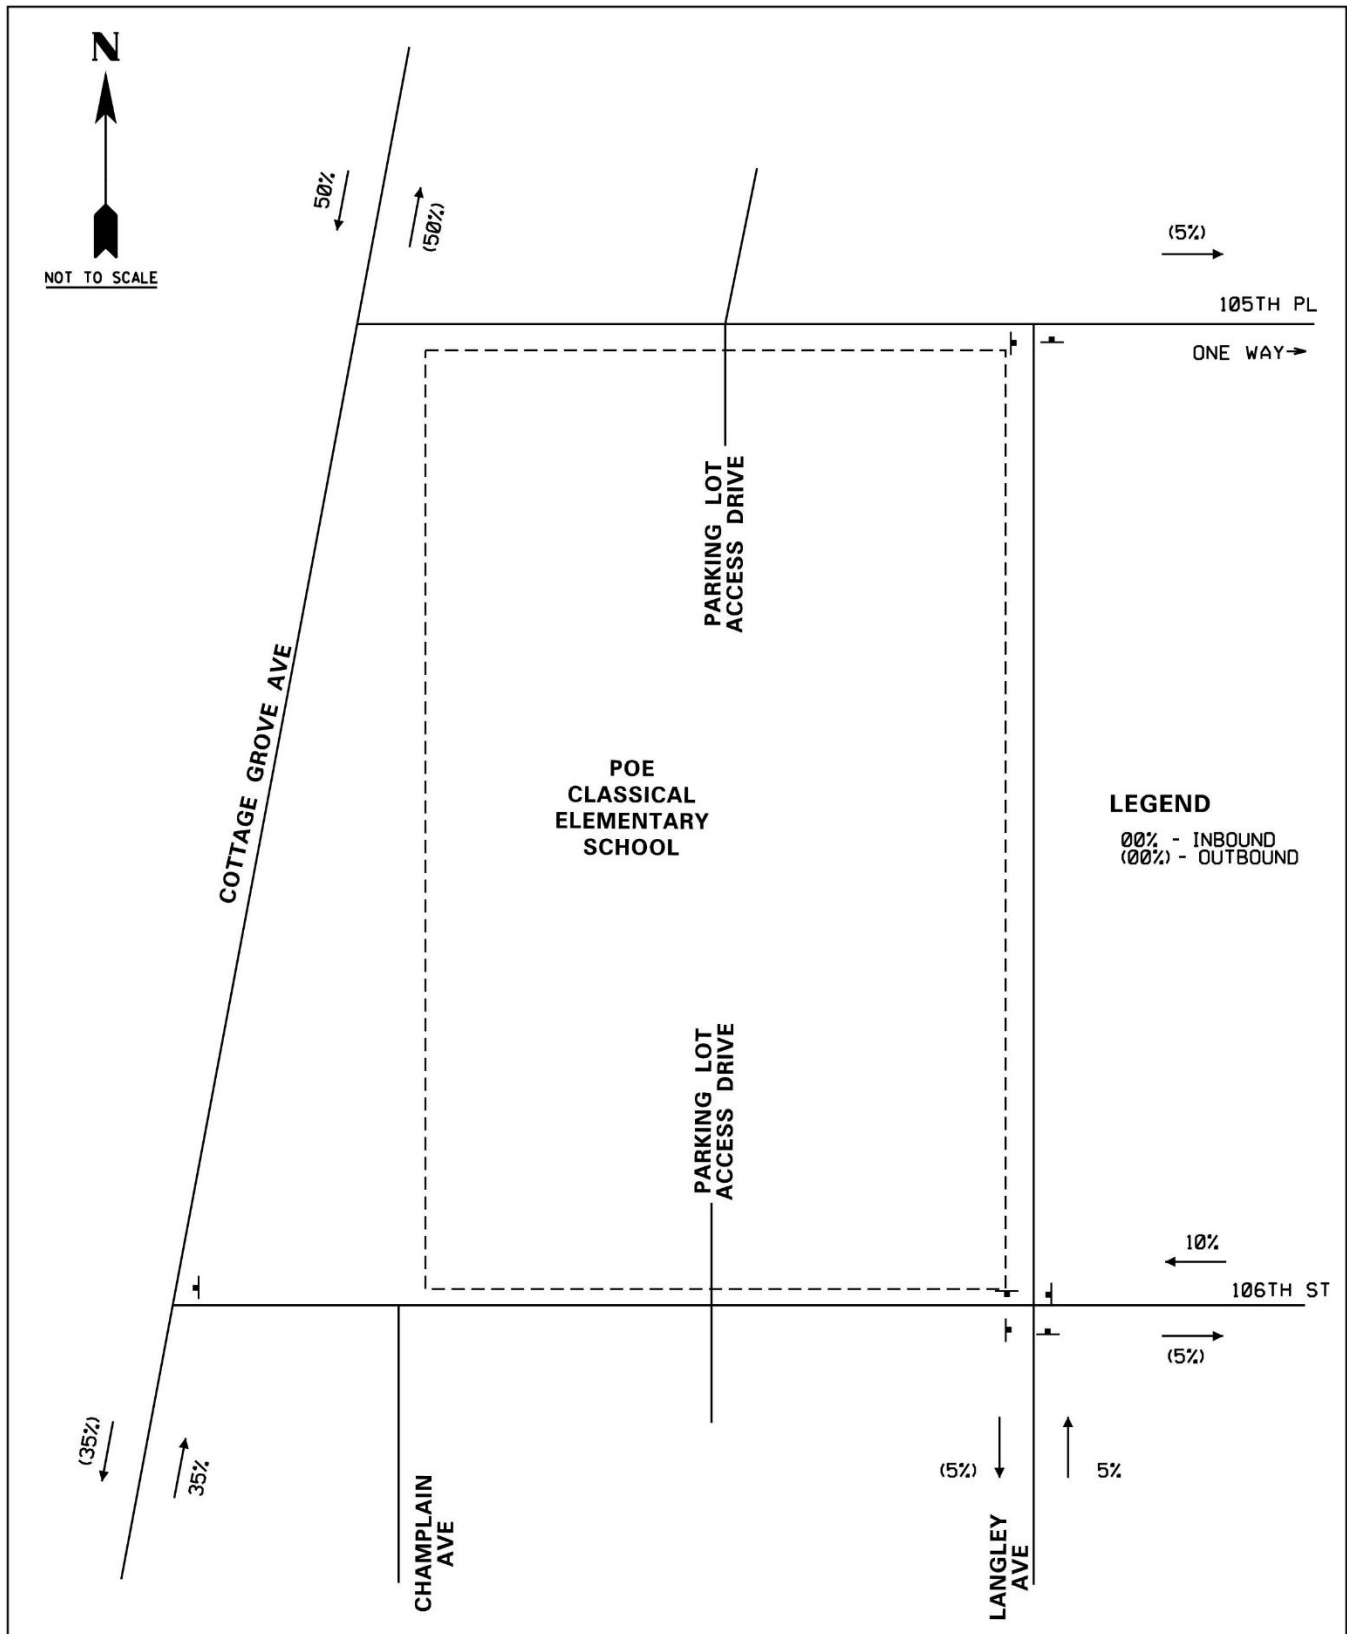 N
NOT TO SCALE
50%
(50%)
(5%)
105TH PL
ONE WAY
PARKING LOT
ACCESS DRIVE
COTTAGE GROVE AVE
POE
CLASSICAL
ELEMENTARY
SCHOOL
LEGEND
00% - INBOUND
(00%) - OUTBOUND
PARKING LOT
ACCESS DRIVE
10%
106TH ST
(5%)
(35%)
35%
CHAMPLAIN
AVE
(5%)
5%
LANGLEY
AVE